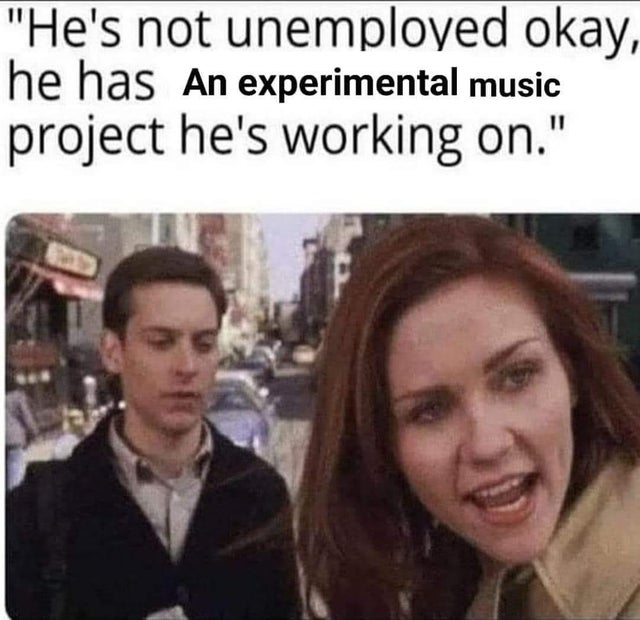 "He's not unemployed okay,
he has An experimental music
project he's working on."